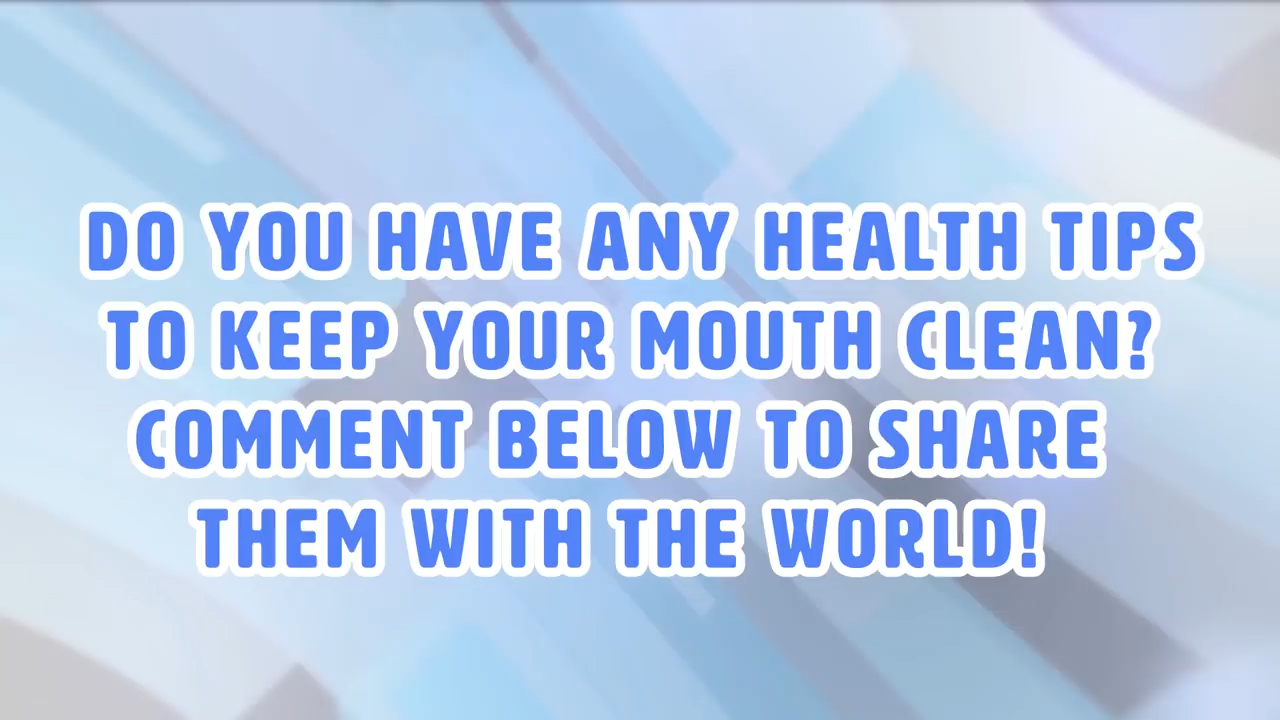 DO YOU HAVE ANY HEALTH TIPS
TO KEEP YOUR MOUTH CLEAN?
COMMENT BELOW TO SHARE
THEM WITH THE WORLD!